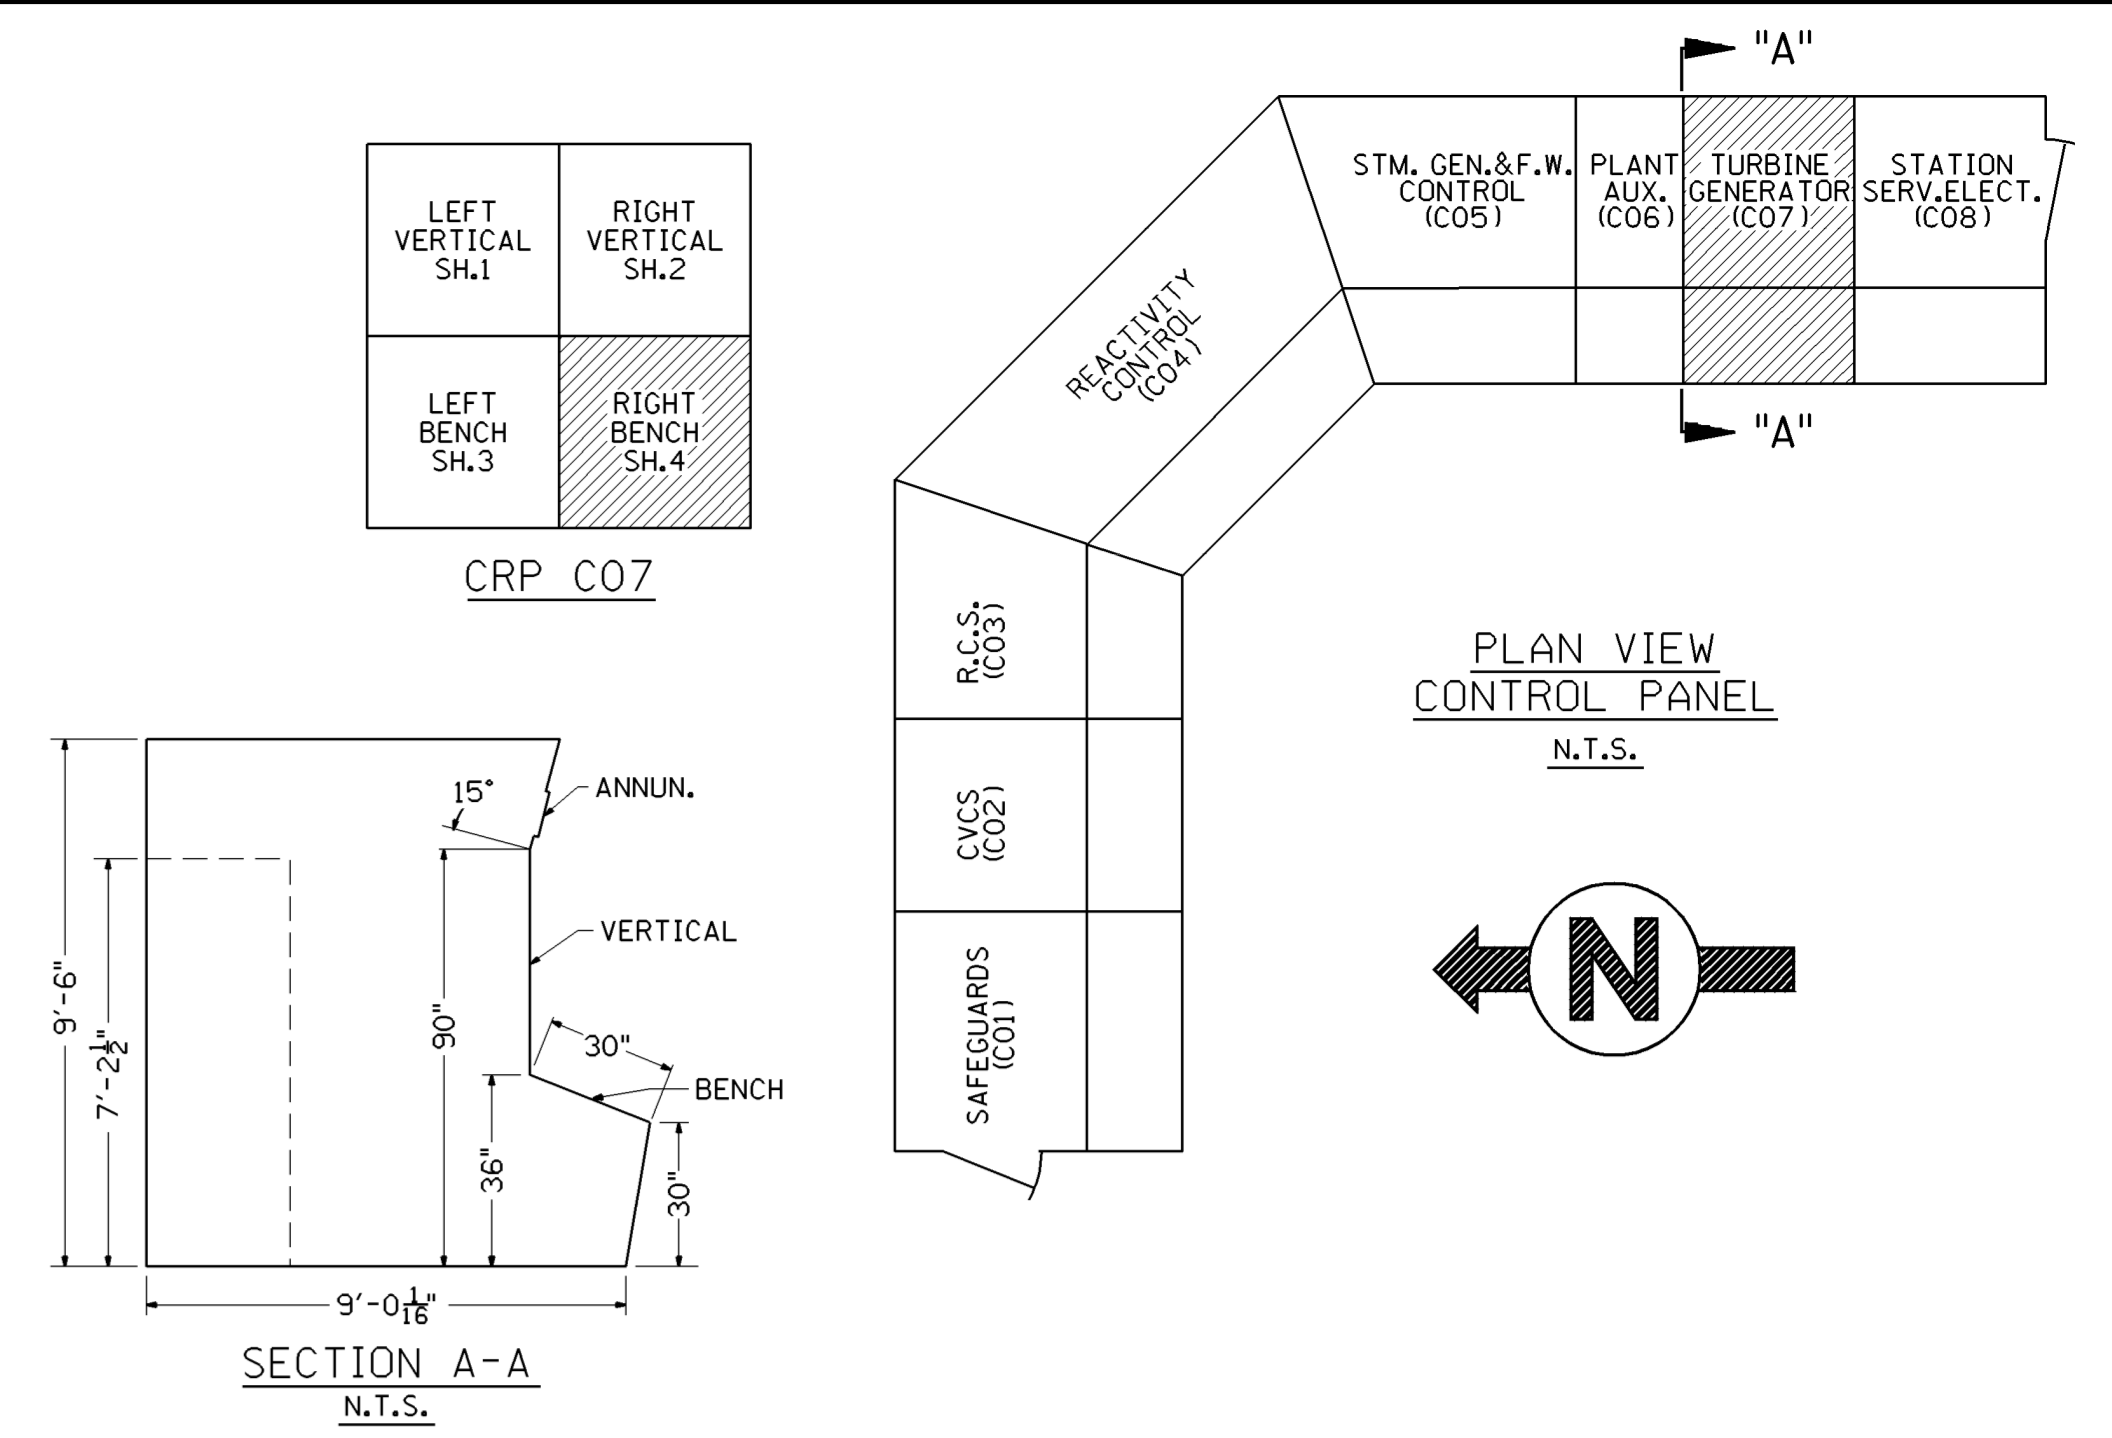 "A"
STM. GEN.&F.W.
CONTROL
(C05)
PLANT
AUX.
(C06)
TURBINE
GENERATOR
(C07)
STATION
SERV.ELECT.
(C08)
"A"
LEFT
VERTICAL
SH.1
RIGHT
VERTICAL
SH.2
LEFT
BENCH
SH.3
RIGHT
BENCH
SH.4
CRP C07
REACTIVITY
CONTROL
(C04)
R.C.S.
(C03)
CVCS
(C02)
SAFEGUARDS
(C01)
PLAN VIEW
CONTROL PANEL
N.T.S.
N
15°
ANNUN.
VERTICAL
BENCH
9'-6"
7'-2 1/2"
90"
36"
30"
30"
9'-0 1/16"
SECTION A-A
N.T.S.